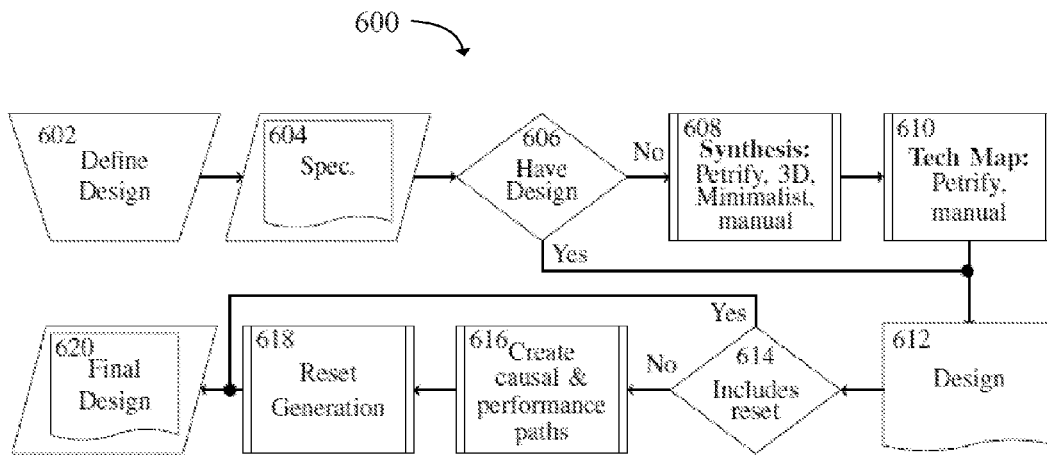 600
602
Define
Design
604
Spec.
606
Have
Design
No
Yes
608
Synthesis:
Petrify, 3D,
Minimalist,
manual
610
Tech Map:
Petrify,
manual
612
Design
614
Includes
reset
Yes
No
616
Create
causal &
performance
paths
618
Reset
Generation
620
Final
Design